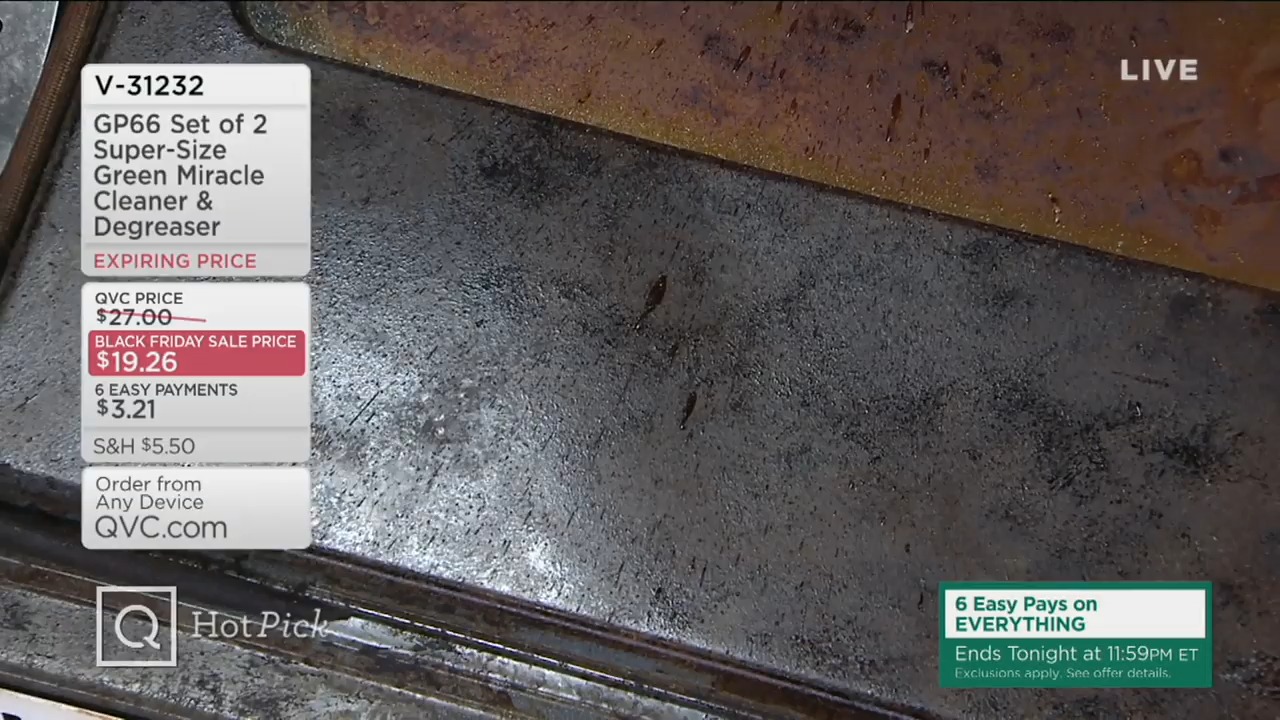 V-31232
GP66 Set of 2
Super-Size
Green Miracle
Cleaner &
Degreaser
EXPIRING PRICE
QVC PRICE
$27.00
BLACK FRIDAY SALE PRICE
$19.26
6 EASY PAYMENTS
$3.21
S&H $5.50
Order from
Any Device
QVC.com
Q HotPick
LIVE
6 Easy Pays on
EVERYTHING
Ends Tonight at 11:59PM ET
Exclusions apply. See offer details.